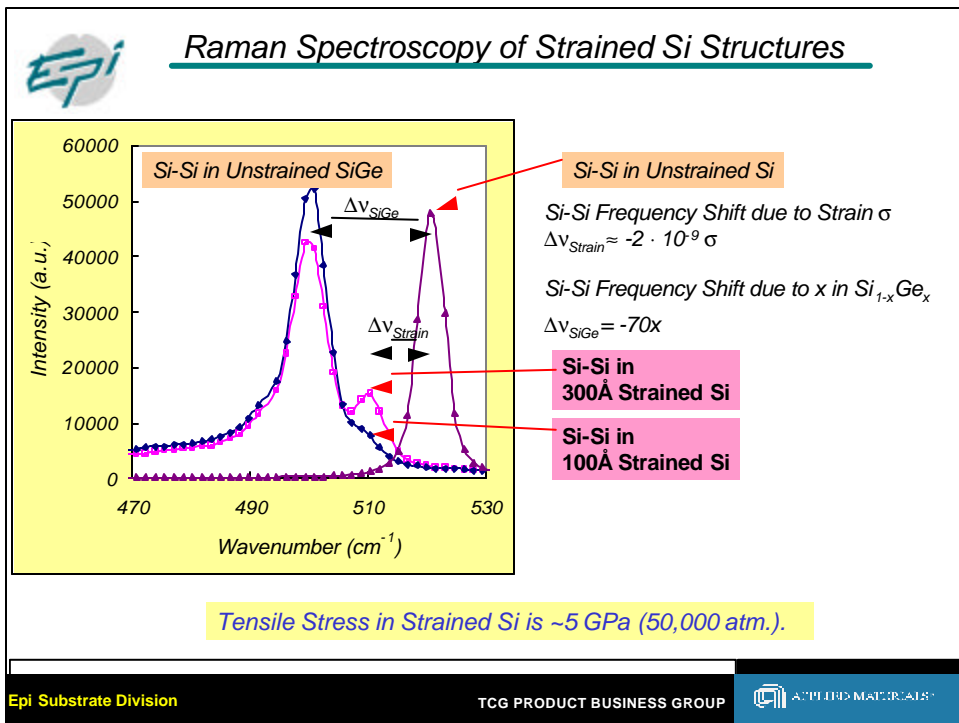 Epi
Raman Spectroscopy of Strained Si Structures
60000
50000
40000
30000
20000
10000
0
Intensity (a.u.)
470
490
510
530
Wavenumber (cm-1)
Si-Si in Unstrained SiGe
ΔνSiGe
ΔνStrain
Si-Si in Unstrained Si
Si-Si Frequency Shift due to Strain σ
ΔνStrain ≈ -2 · 10-9 σ
Si-Si Frequency Shift due to x in Si1-xGex
ΔνSiGe = -70x
Si-Si in
300Å Strained Si
Si-Si in
100Å Strained Si
Tensile Stress in Strained Si is ~5 GPa (50,000 atm.).
Epi Substrate Division
TCG PRODUCT BUSINESS GROUP
APPLIED MATERIALS